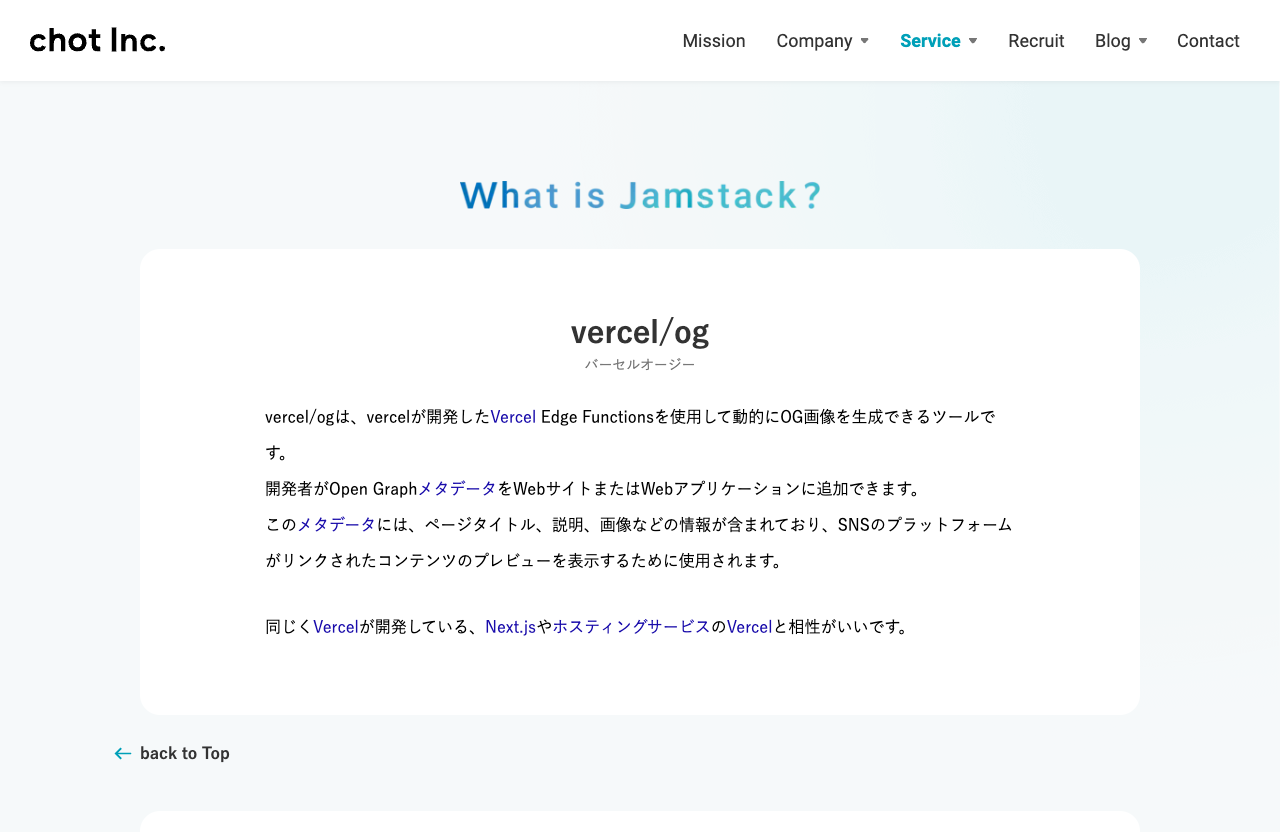 chot Inc.
Mission Company Service Recruit Blog Contact
What is Jamstack?
vercel/og
バーセルオージー
vercel/ogは、vercelが開発したVercel Edge Functionsを使用して動的にOG画像を生成できるツールで
す。
開発者がOpen GraphメタデータをWebサイトまたはWebアプリケーションに追加できます。
このメタデータには、ページタイトル、説明、画像などの情報が含まれており、SNSのプラットフォーム
がリンクされたコンテンツのプレビューを表示するために使用されます。
同じくVercelが開発している、Next.jsやホスティングサービスのVercelと相性がいいです。
← back to Top